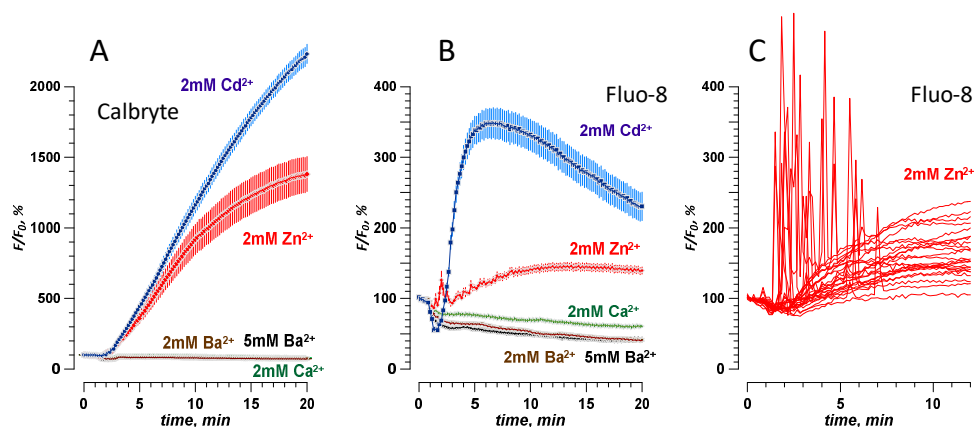 A
Calbryte
2mM Cd²⁺
2mM Zn²⁺
2mM Ba²⁺ 5mM Ba²⁺
2mM Ca²⁺
F/F₀, %
2000
1500
1000
500
100
0
0 5 10 15 20
time, min
B
Fluo-8
2mM Cd²⁺
2mM Zn²⁺
2mM Ca²⁺
2mM Ba²⁺ 5mM Ba²⁺
F/F₀, %
400
300
200
100
0
0 5 10 15 20
time, min
C
Fluo-8
2mM Zn²⁺
F/F₀, %
400
300
200
100
0
0 5 10
time, min